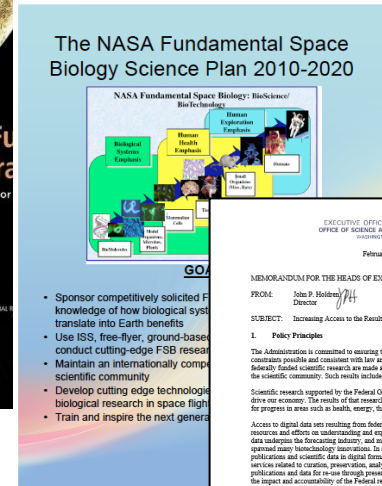 The NASA Fundamental Space
Biology Science Plan 2010-2020
NASA Fundamental Space Biology: BioScience/
BioTechnology
Human
Exploration
Emphasis
Human
Health
Emphasis
Biological
Systems
Emphasis
Humans
Small
Organisms
(Mice, Rats)
Mammalian
Cells
Model
Organisms,
Microbes,
Plants
BioMolecules
GOA
• Sponsor competitively solicited F
knowledge of how biological syst
translate into Earth benefits
• Use ISS, free-flyer, ground-based
conduct cutting-edge FSB resear
• Maintain an internationally compe
scientific community
• Develop cutting edge technologie
biological research in space flight
• Train and inspire the next genera
EXECUTIVE OFFIC
OFFICE OF SCIENCE A
WASHING
Februa
MEMORANDUM FOR THE HEADS OF EX
FROM: John P. Holdren
Director
SUBJECT: Increasing Access to the Result
1. Policy Principles
The Administration is committed to ensuring t
constraints possible and consistent with law an
federally funded scientific research are made a
the scientific community. Such results include
Scientific research supported by the Federal G
drive our economy. The results of that researc
for progress in areas such as health, energy, th
Access to digital data sets resulting from feder
resources and efforts on understanding and exp
data underpins the forecasting industry, and m
spawned many biotechnology innovations. In
publications and scientific data in digital forma
services related to curation, preservation, analy
publications and data for re-use through preser
the impact and accountability of the Federal re